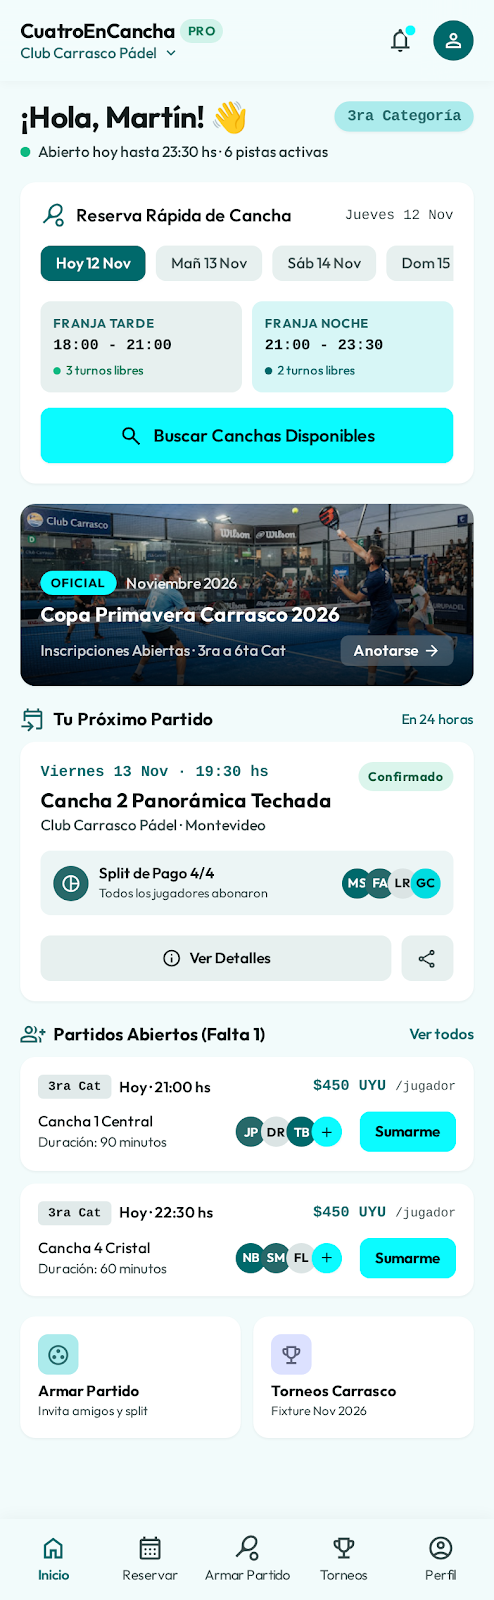 CuatroEnCancha PRO
Club Carrasco Pádel
¡Hola, Martín! 👋
3ra Categoría
Abierto hoy hasta 23:30 hs · 6 pistas activas
Reserva Rápida de Cancha
Jueves 12 Nov
Hoy 12 Nov
Mañ 13 Nov
Sáb 14 Nov
Dom 15
FRANJA TARDE
18:00 - 21:00
3 turnos libres
FRANJA NOCHE
21:00 - 23:30
2 turnos libres
Buscar Canchas Disponibles
Club Carrasco
Wilson
Wilson
OFICIAL
Noviembre 2026
Copa Primavera Carrasco 2026
Inscripciones Abiertas · 3ra a 6ta Cat
Anotarse
Tu Próximo Partido
En 24 horas
Viernes 13 Nov · 19:30 hs
Confirmado
Cancha 2 Panorámica Techada
Club Carrasco Pádel · Montevideo
Split de Pago 4/4
Todos los jugadores abonaron
MS FA LR GC
Ver Detalles
Partidos Abiertos (Falta 1)
Ver todos
3ra Cat Hoy · 21:00 hs
$450 UYU /jugador
Cancha 1 Central
Duración: 90 minutos
JP DR TB +
Sumarme
3ra Cat Hoy · 22:30 hs
$450 UYU /jugador
Cancha 4 Cristal
Duración: 60 minutos
NB SM FL +
Sumarme
Armar Partido
Invita amigos y split
Torneos Carrasco
Fixture Nov 2026
Inicio
Reservar
Armar Partido
Torneos
Perfil